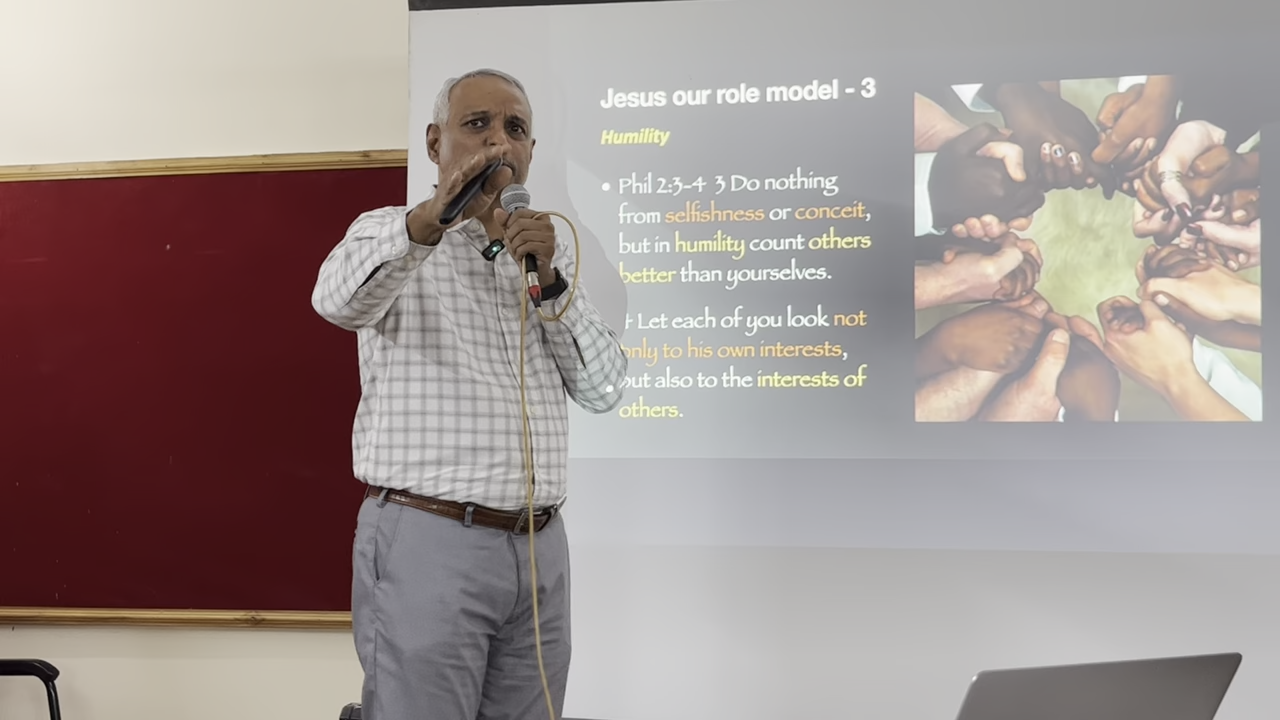 Jesus our role model - 3
Humility
• Phil 2:3-4 3 Do nothing
from selfishness or conceit,
but in humility count others
better than yourselves.
Let each of you look not
only to his own interests,
• but also to the interests of
others.